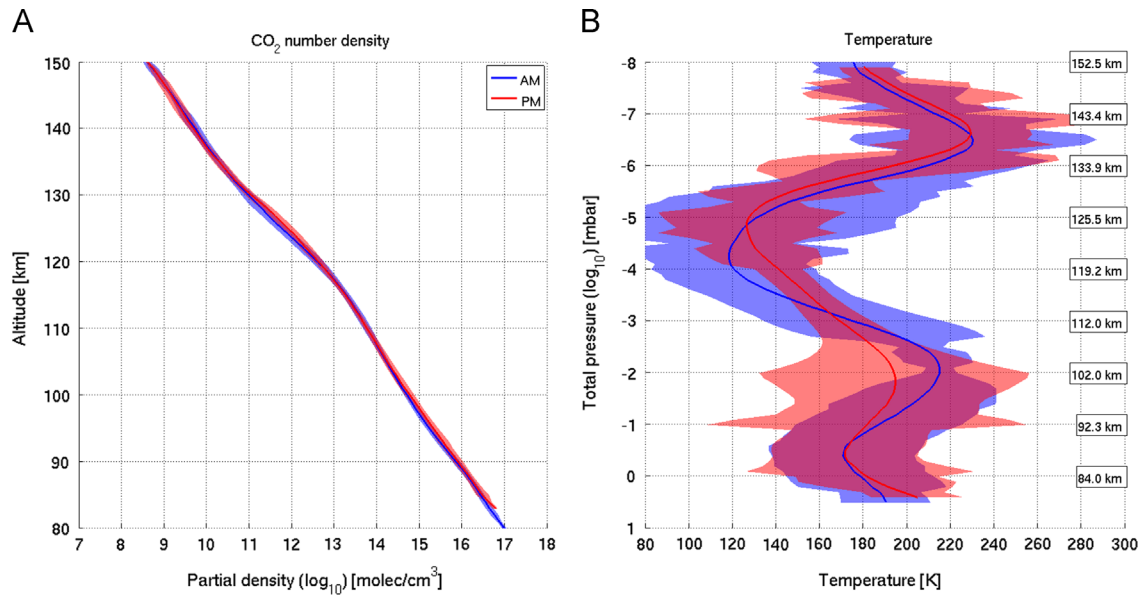 A
CO2 number density
150
140
130
120
110
100
90
80
Altitude [km]
AM
PM
7 8 9 10 11 12 13 14 15 16 17 18
Partial density (log10) [molec/cm3]
B
Temperature
-8
-7
-6
-5
-4
-3
-2
-1
0
1
Total pressure (log10) [mbar]
152.5 km
143.4 km
133.9 km
125.5 km
119.2 km
112.0 km
102.0 km
92.3 km
84.0 km
80 100 120 140 160 180 200 220 240 260 280 300
Temperature [K]